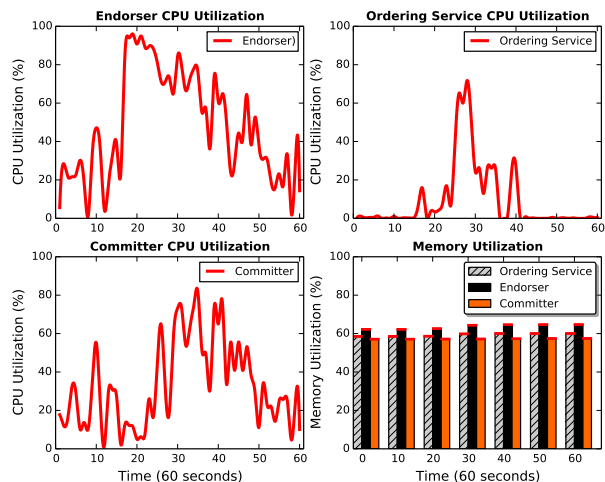 Endorser CPU Utilization
CPU Utilization (%)
100
80
60
40
20
0
0 10 20 30 40 50 60
Endorser)
Ordering Service CPU Utilization
CPU Utilization (%)
100
80
60
40
20
0
0 10 20 30 40 50 60
Ordering Service
Committer CPU Utilization
CPU Utilization (%)
100
80
60
40
20
0
0 10 20 30 40 50 60
Time (60 seconds)
Committer
Memory Utilization
Memory Utilization (%)
100
80
60
40
20
0
0 10 20 30 40 50 60
Time (60 seconds)
Ordering Service
Endorser
Committer